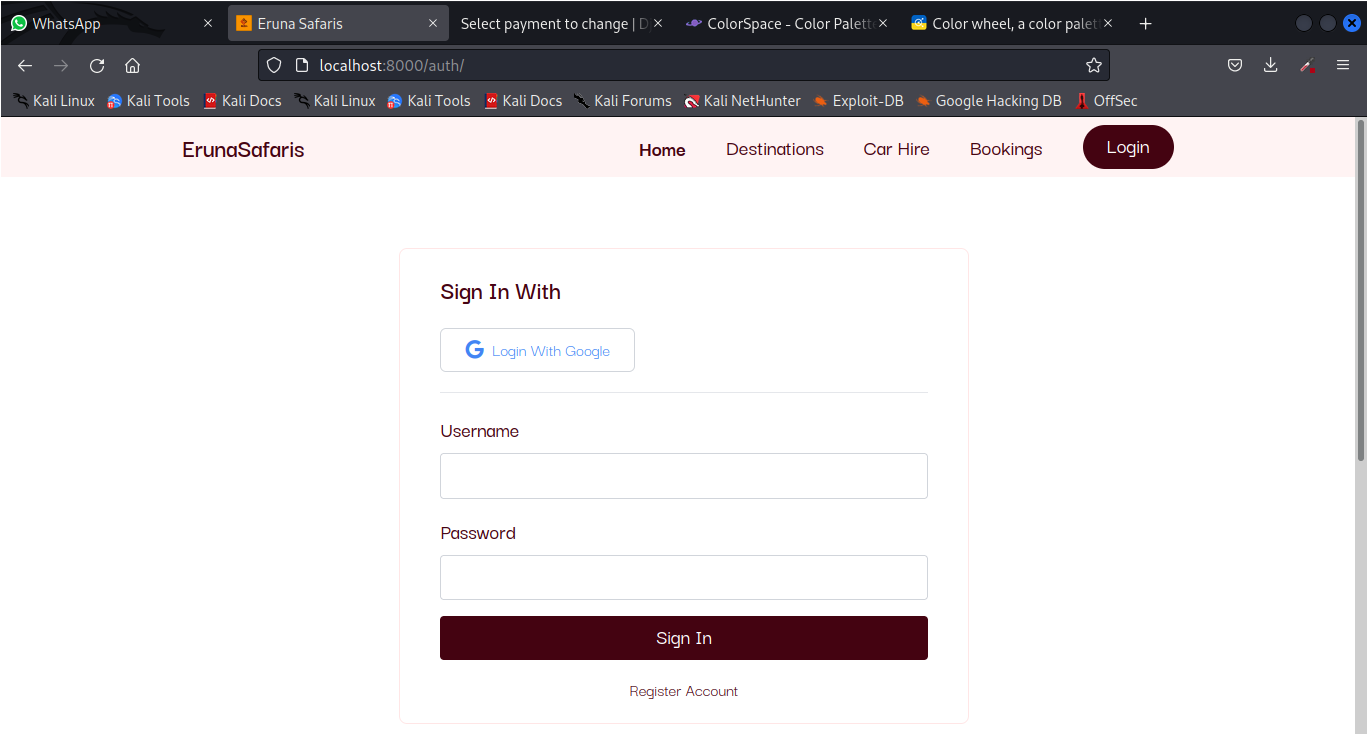 WhatsApp Eruna Safaris Select payment to change | D ColorSpace - Color Palette Color wheel, a color palet
localhost:8000/auth/
Kali Linux Kali Tools Kali Docs Kali Linux Kali Tools Kali Docs Kali Forums Kali NetHunter Exploit-DB Google Hacking DB OffSec
ErunaSafaris Home Destinations Car Hire Bookings Login
Sign In With
Login With Google
Username
Password
Sign In
Register Account